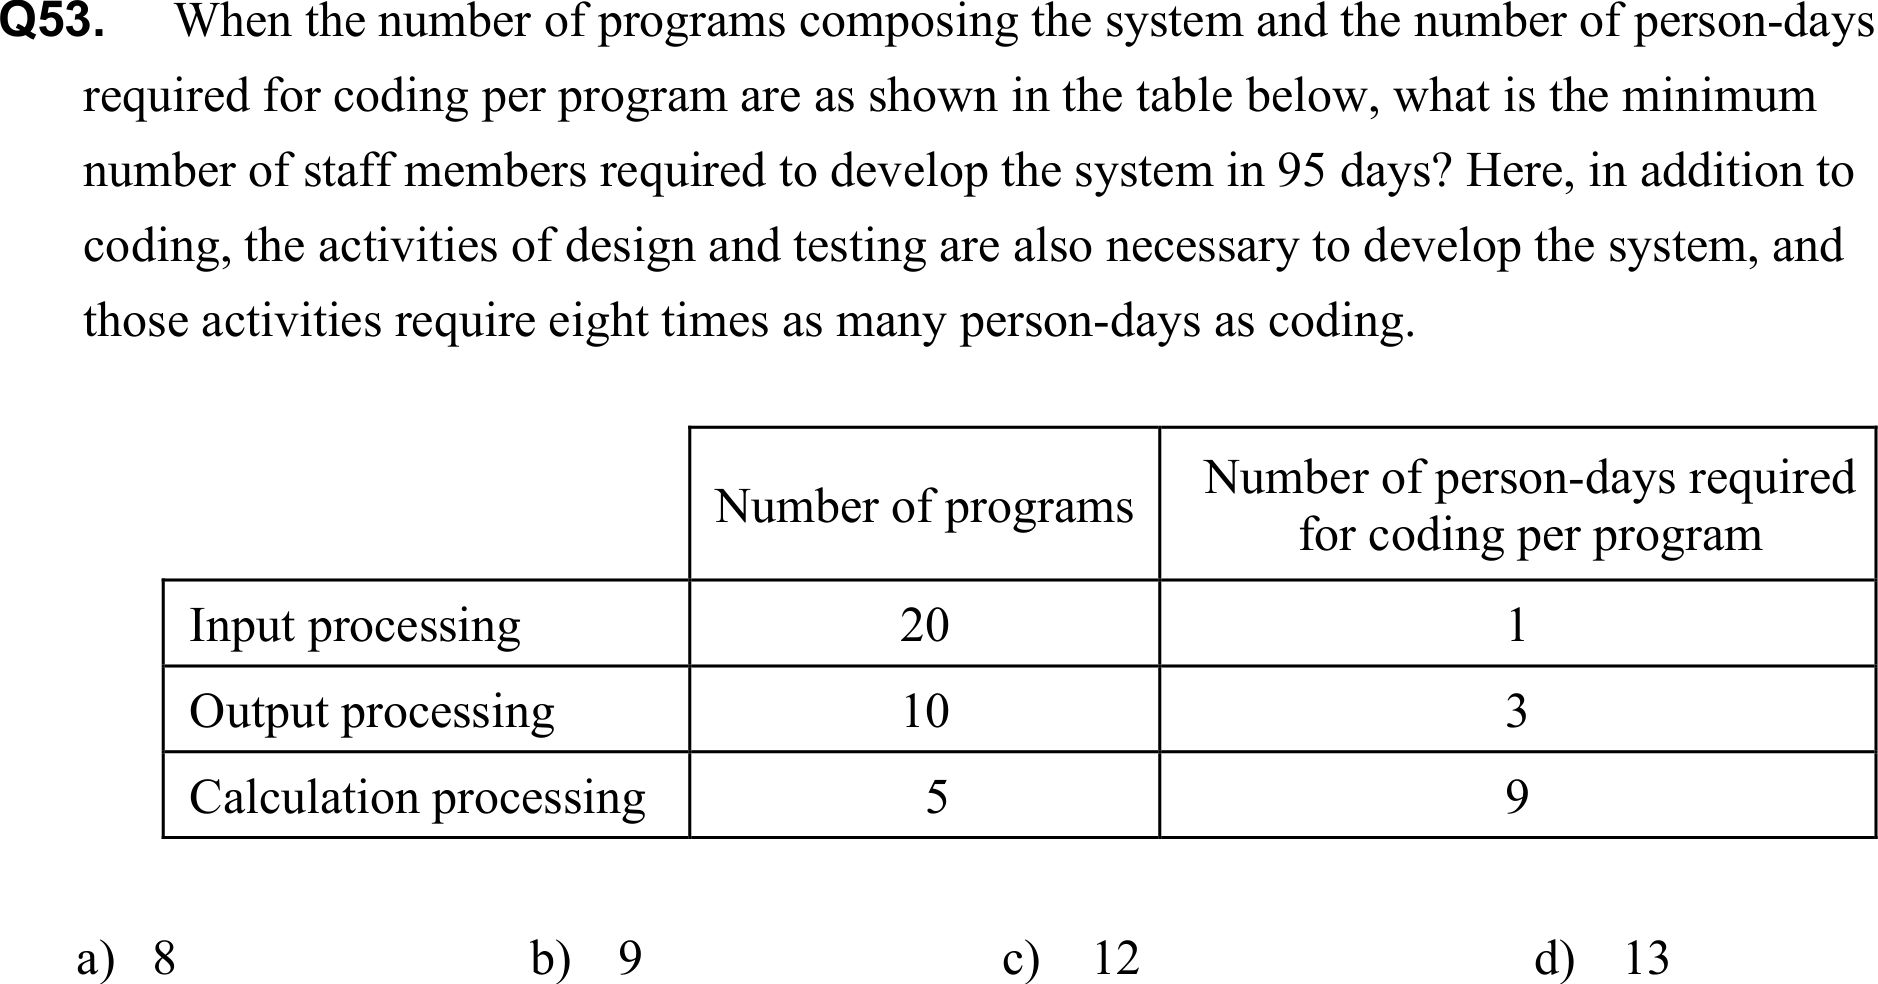 Q53. When the number of programs composing the system and the number of person-days
required for coding per program are as shown in the table below, what is the minimum
number of staff members required to develop the system in 95 days? Here, in addition to
coding, the activities of design and testing are also necessary to develop the system, and
those activities require eight times as many person-days as coding.
Number of programs
Number of person-days required
for coding per program
Input processing 20 1
Output processing 10 3
Calculation processing 5 9
a) 8 b) 9 c) 12 d) 13